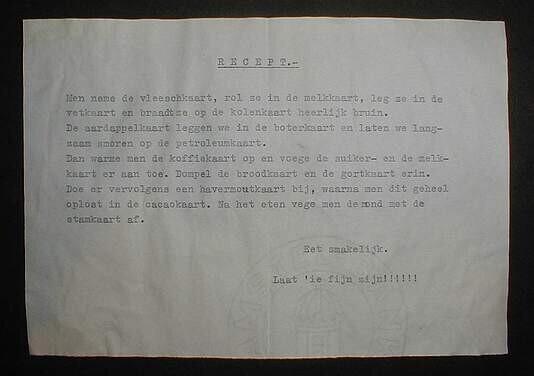 R E C E P T.-
Men neme de vleeschkaart, rol ze in de melkkaart, leg ze in de
vetkaart en braadtze op de kolenkaart heerlijk bruin.
De aardappelkaart leggen we in de boterkaart en laten we lang-
zaam smoren op de petroleumkaart.
Dan warme men de koffiekaart op en voege de suiker- en de melk-
kaart er aan toe. Dompel de broodkaart en de gortkaart erin.
Doe er vervolgens een havermoutkaart bij, waarna men dit geheel
oplost in de cacaokaart. Na het eten vege men de mond met de
stamkaart af.
Eet smakelijk.
Laat 'ie fijn zijn!!!!!!